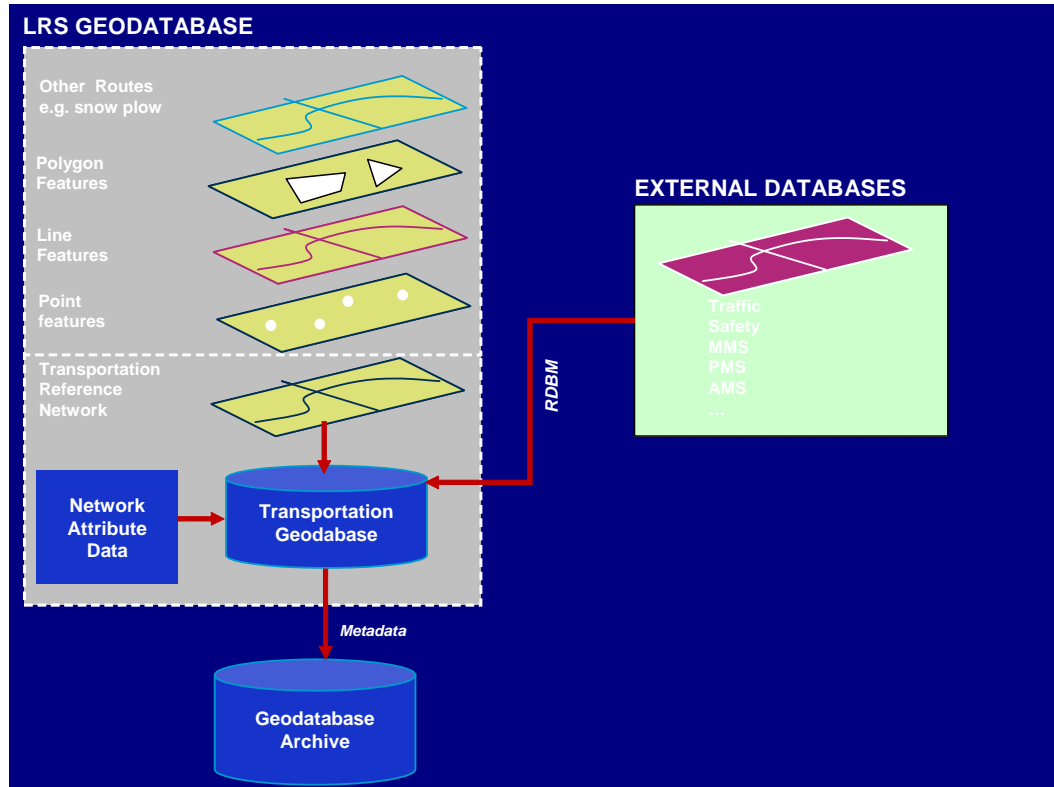 LRS GEODATABASE
Other Routes
e.g. snow plow
Polygon
Features
Line
Features
Point
features
Transportation
Reference
Network
Network
Attribute
Data
Transportation
Geodabase
Metadata
Geodatabase
Archive
RDBM
EXTERNAL DATABASES
Traffic
Safety
MMS
PMS
AMS
…